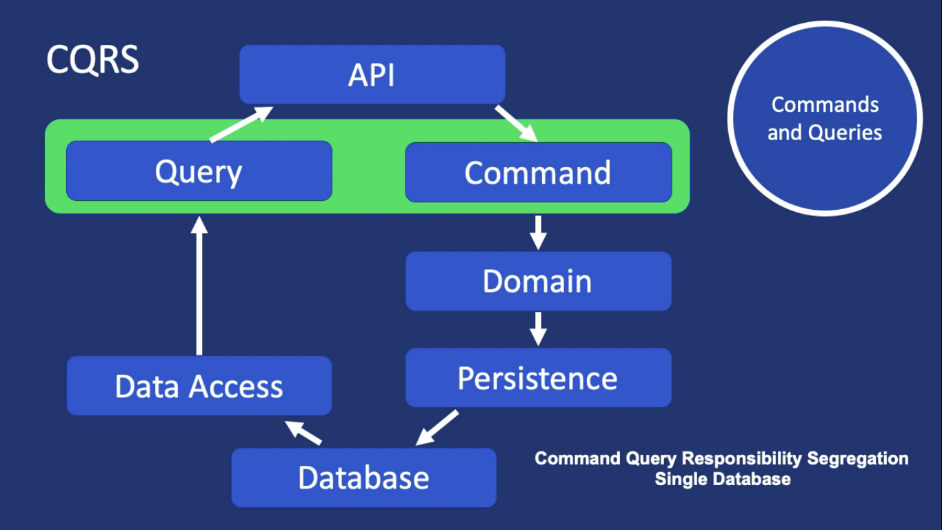 CQRS
API
Commands
and Queries
Query
Command
Domain
Data Access
Persistence
Database
Command Query Responsibility Segregation
Single Database